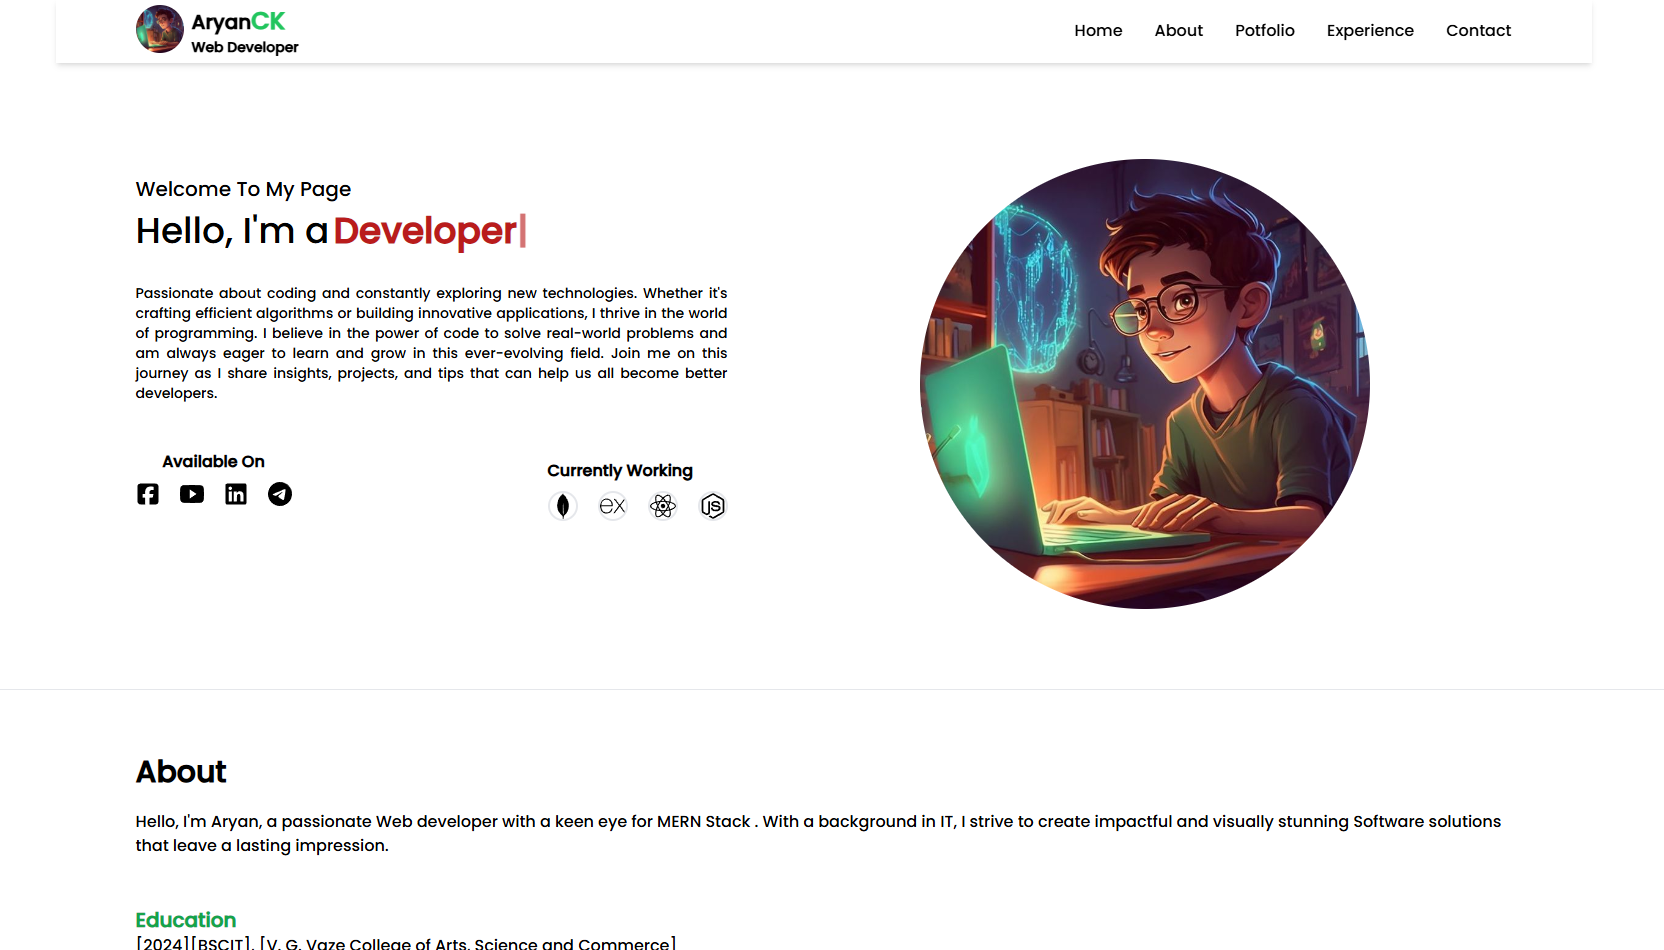 AryanCK
Web Developer
Home About Potfolio Experience Contact
Welcome To My Page
Hello, I'm a Developer|
Passionate about coding and constantly exploring new technologies. Whether it's
crafting efficient algorithms or building innovative applications, I thrive in the world
of programming. I believe in the power of code to solve real-world problems and
am always eager to learn and grow in this ever-evolving field. Join me on this
journey as I share insights, projects, and tips that can help us all become better
developers.
Available On
Currently Working
ex
JS
About
Hello, I'm Aryan, a passionate Web developer with a keen eye for MERN Stack . With a background in IT, I strive to create impactful and visually stunning Software solutions
that leave a lasting impression.
Education
[2024][BSCIT], [V. G. Vaze College of Arts, Science and Commerce]